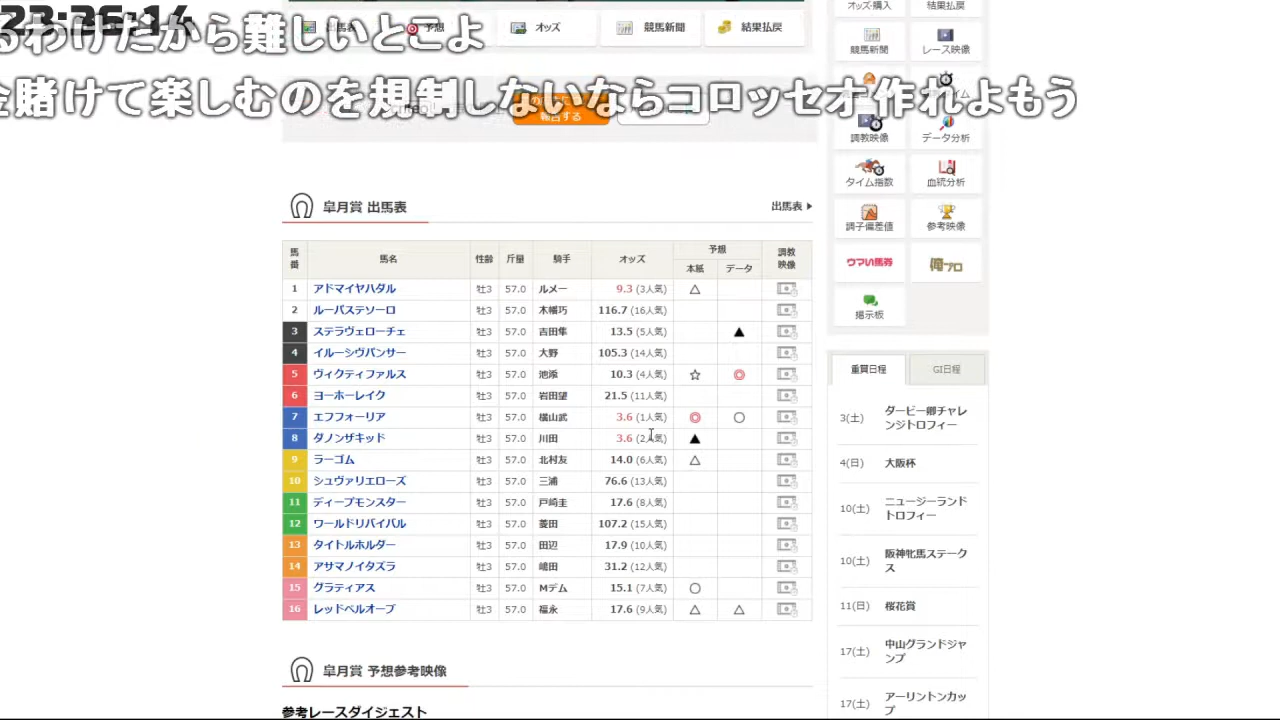 23:26:14
るわけだから難しいとこよ
オッズ
競馬新聞
結果払戻
金賭けて楽しむのを規制しないならコロッセオ作れよもう
オッズ・購入
結果払戻
競馬新聞
レース映像
調教映像
データ分析
タイム指数
血統分析
調子偏差値
参考映像
ウマい馬券
俺プロ
掲示板
皐月賞 出馬表
出馬表
馬番 馬名 性齢 斤量 騎手 オッズ 予想 調教映像
本紙 データ
1 アドマイヤハダル 牡3 57.0 ルメー 9.3 (3人気) △
2 ルーパステソーロ 牡3 57.0 木幡巧 116.7 (16人気)
3 ステラヴェローチェ 牡3 57.0 吉田隼 13.5 (5人気) ▲
4 イルーシヴパンサー 牡3 57.0 大野 105.3 (14人気)
5 ヴィクティファルス 牡3 57.0 池添 10.3 (4人気) ☆ ◎
6 ヨーホーレイク 牡3 57.0 岩田望 21.5 (11人気)
7 エフフォーリア 牡3 57.0 横山武 3.6 (1人気) ◎ ○
8 ダノンザキッド 牡3 57.0 川田 3.6 (2人気) ▲
9 ラーゴム 牡3 57.0 北村友 14.0 (6人気) △
10 シュヴァリエローズ 牡3 57.0 三浦 76.6 (13人気)
11 ディープモンスター 牡3 57.0 戸崎圭 17.6 (8人気)
12 ワールドリバイバル 牡3 57.0 菱田 107.2 (15人気)
13 タイトルホルダー 牡3 57.0 田辺 17.9 (10人気)
14 アサマノイタズラ 牡3 57.0 嶋田 31.2 (12人気)
15 グラティアス 牡3 57.0 Mデム 15.1 (7人気) ○
16 レッドベルオーブ 牡3 57.0 福永 17.6 (9人気) △ △
皐月賞 予想参考映像
参考レースダイジェスト
重賞日程
GI日程
3(土) ダービー卿チャレンジトロフィー
4(日) 大阪杯
10(土) ニュージーランドトロフィー
10(土) 阪神牝馬ステークス
11(日) 桜花賞
17(土) 中山グランドジャンプ
17(土) アーリントンカップ